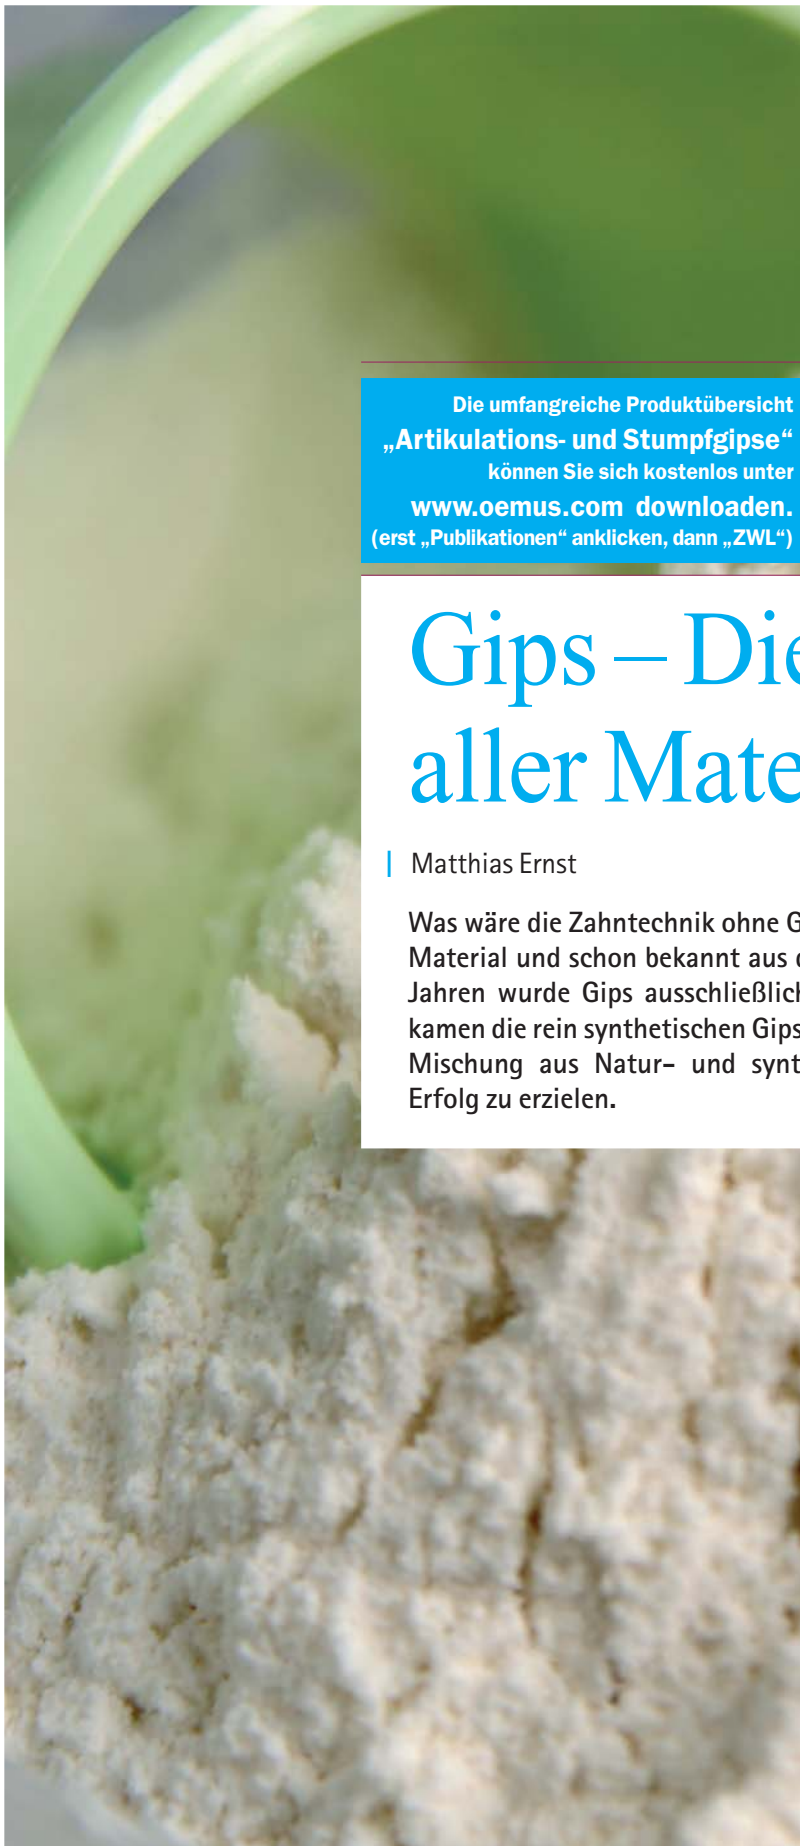 Die umfangreiche Produktübersicht
„Artikulations- und Stumpfgipse“
können Sie sich kostenlos unter
www.oemus.com downloaden.
(erst „Publikationen“ anklicken, dann „ZWL“)
Gips – Die
aller Mate
Matthias Ernst
Was wäre die Zahntechnik ohne G
Material und schon bekannt aus
Jahren wurde Gips ausschließlich
kamen die rein synthetischen Gips
Mischung aus Natur- und synt
Erfolg zu erzielen.